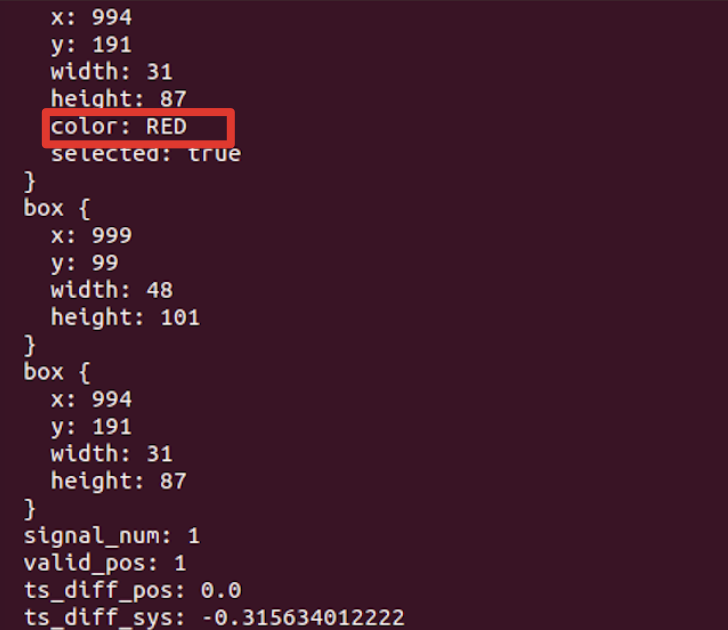 x: 994
y: 191
width: 31
height: 87
color: RED
selected: true
}
box {
x: 999
y: 99
width: 48
height: 101
}
box {
x: 994
y: 191
width: 31
height: 87
}
signal_num: 1
valid_pos: 1
ts_diff_pos: 0.0
ts_diff_sys: -0.315634012222